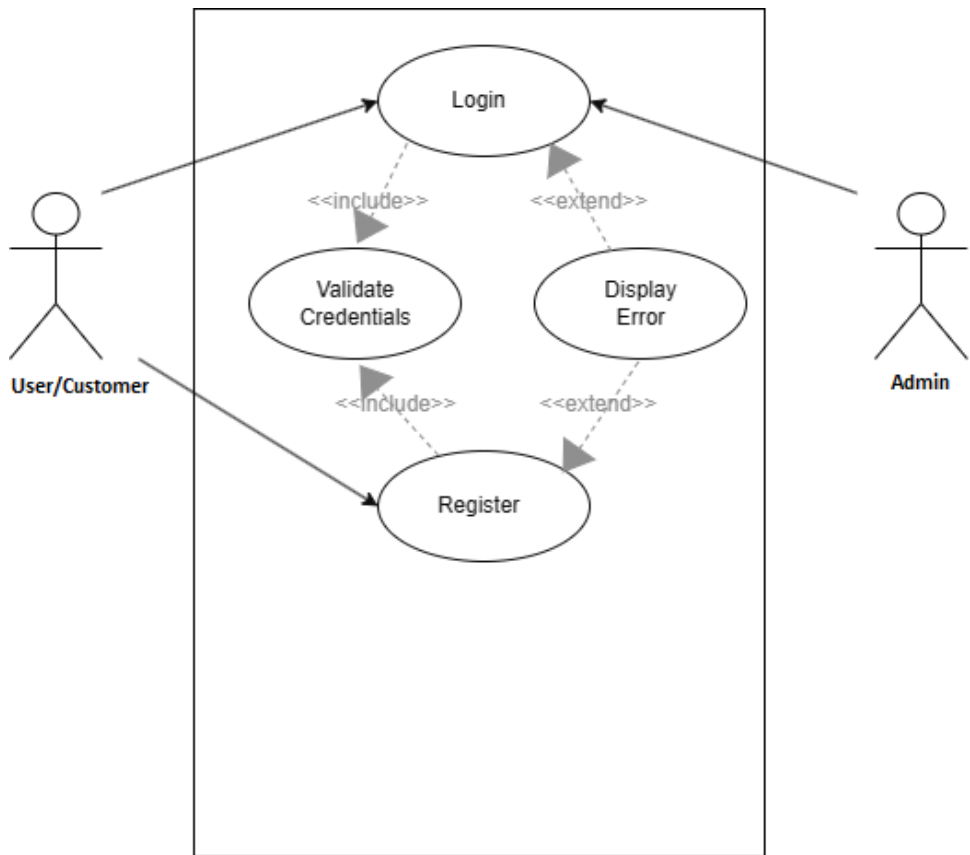 Login
<<include>>
<<extend>>
Validate
Credentials
Display
Error
User/Customer
Admin
<<include>>
<<extend>>
Register